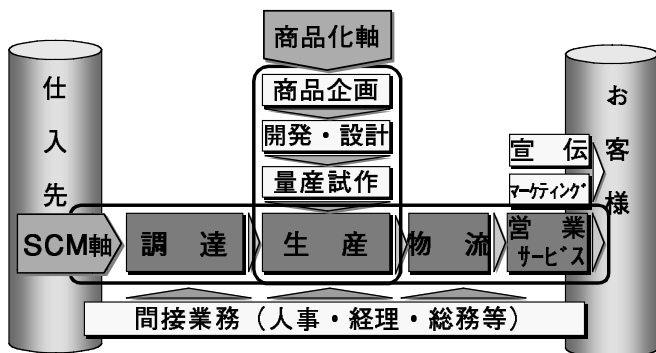 商品化軸
仕入先
商品企画
お客様
開発・設計
宣 伝
量産試作
マーケティング
SCM軸
調 達
生 産
物 流
営 業
サービス
間接業務（人事・経理・総務等）